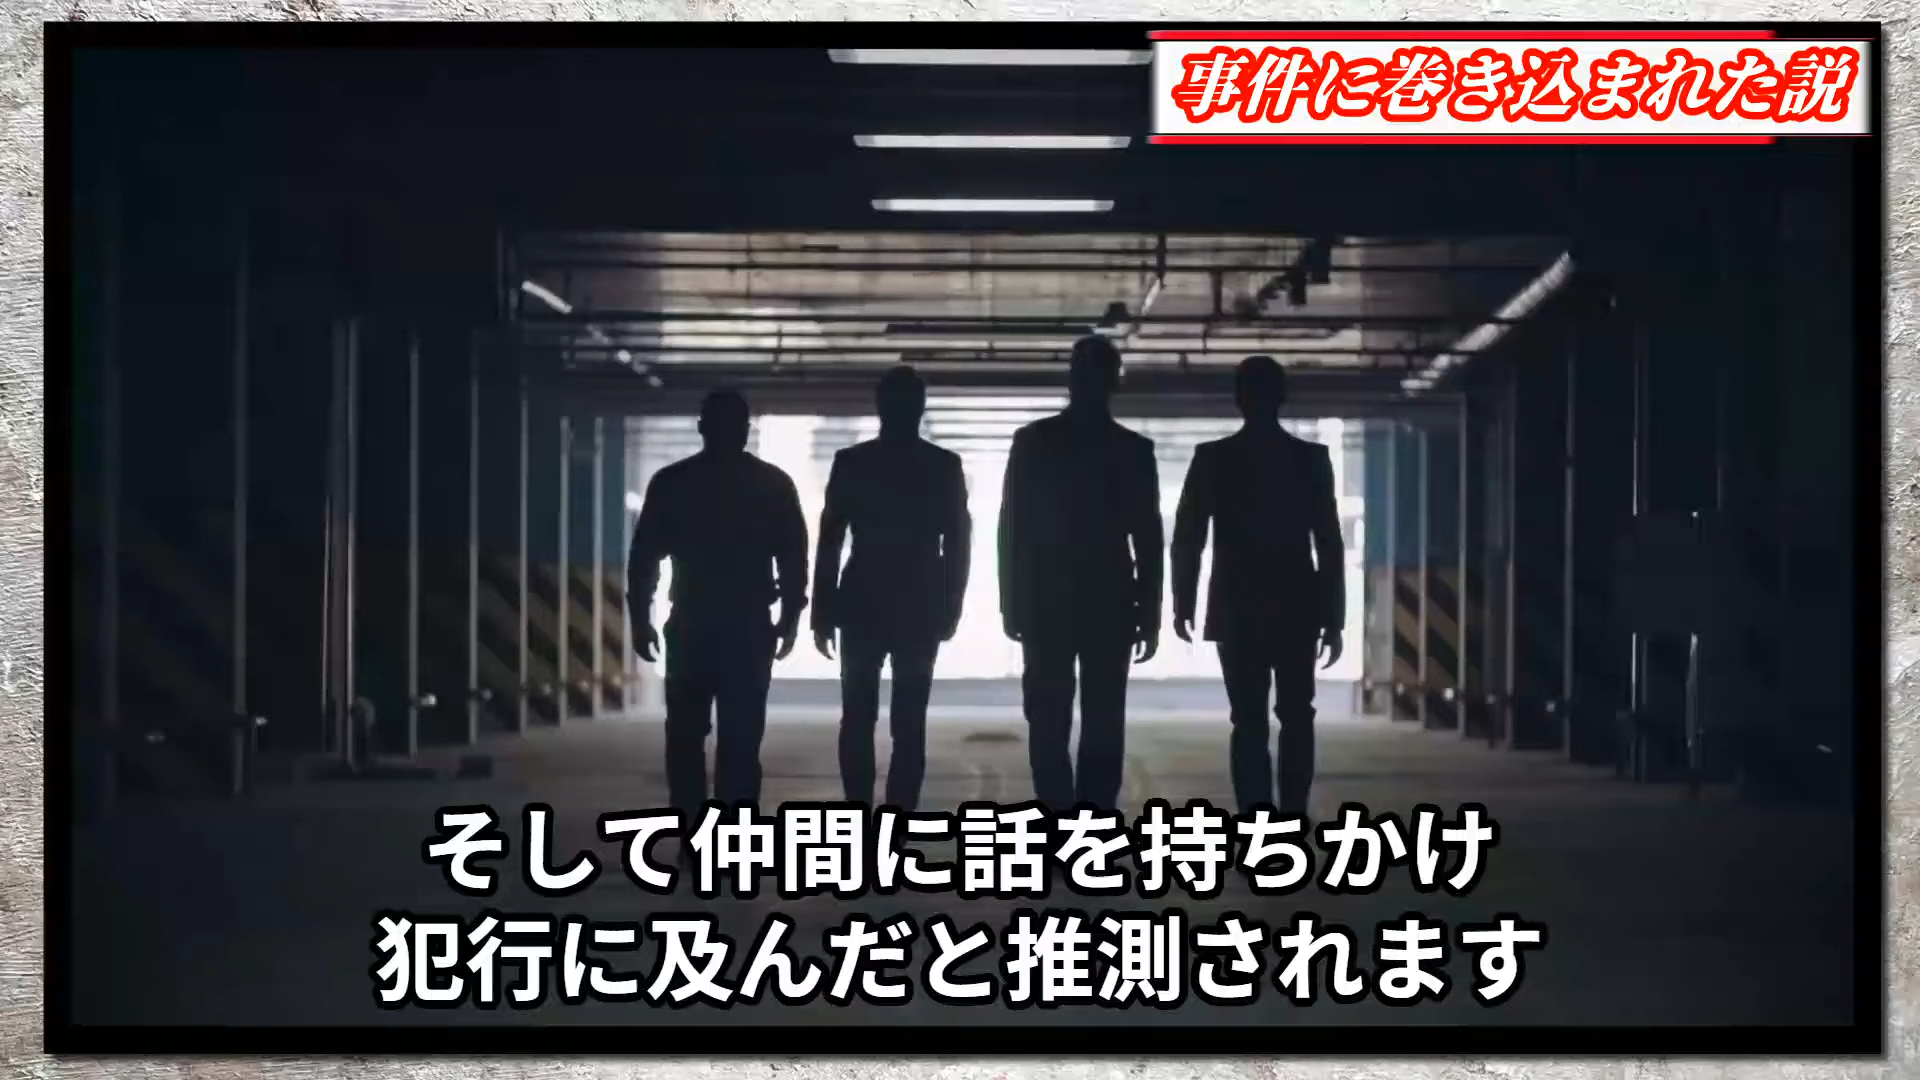 事件に巻き込まれた説
そして仲間に話を持ちかけ
犯行に及んだと推測されます